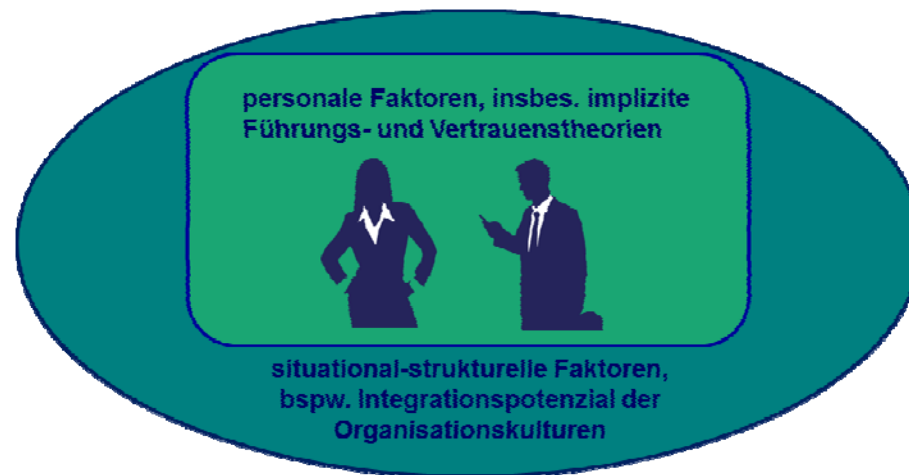 personale Faktoren, insbes. implizite
Führungs- und Vertrauenstheorien
situational-strukturelle Faktoren,
bspw. Integrationspotenzial der
Organisationskulturen